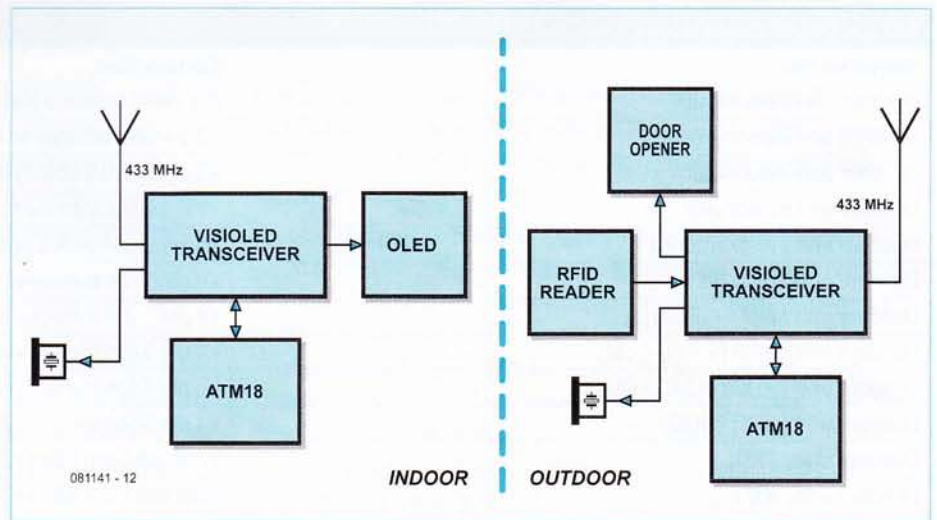 433 MHz
VISIOLED
TRANSCEIVER
OLED
ATM18
081141 - 12
INDOOR
DOOR
OPENER
433 MHz
RFID
READER
VISIOLED
TRANSCEIVER
ATM18
OUTDOOR